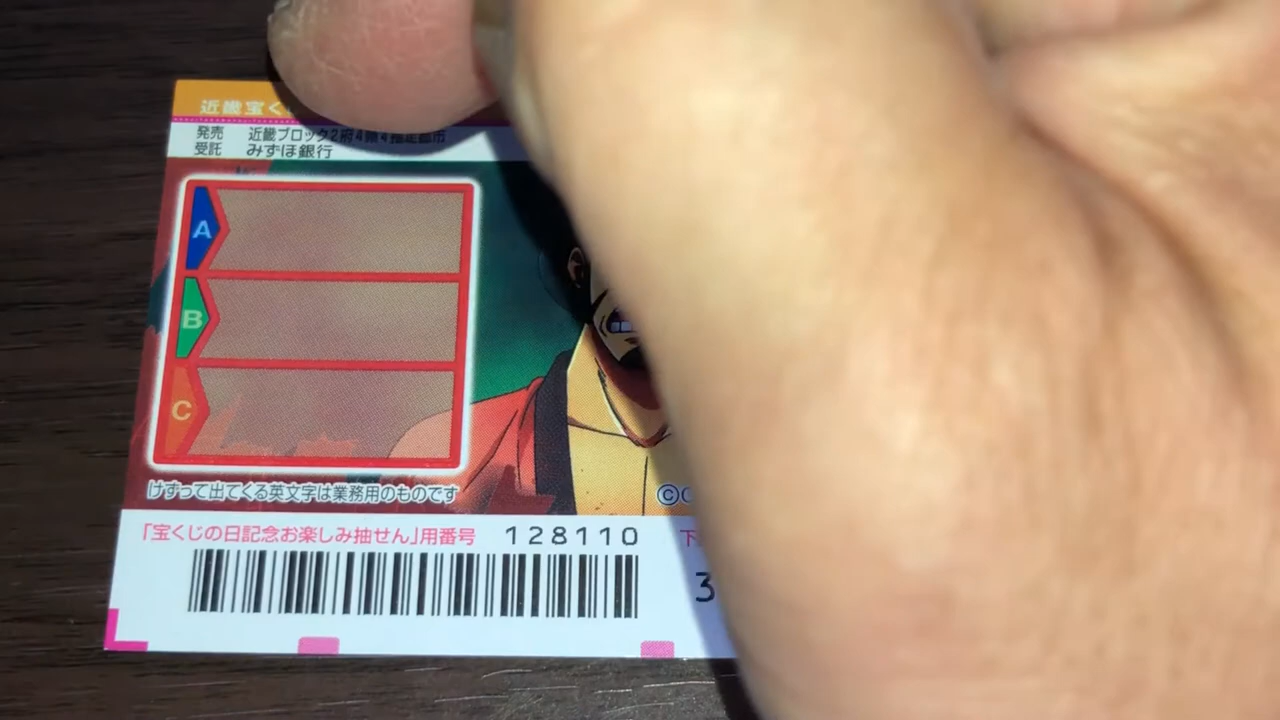 近畿宝く
発売 近畿ブロック2府4県4指定都市
受託 みずほ銀行
A
B
C
けずって出てくる英文字は業務用のものです
©
「宝くじの日記念お楽しみ抽せん」用番号 128110 下
3